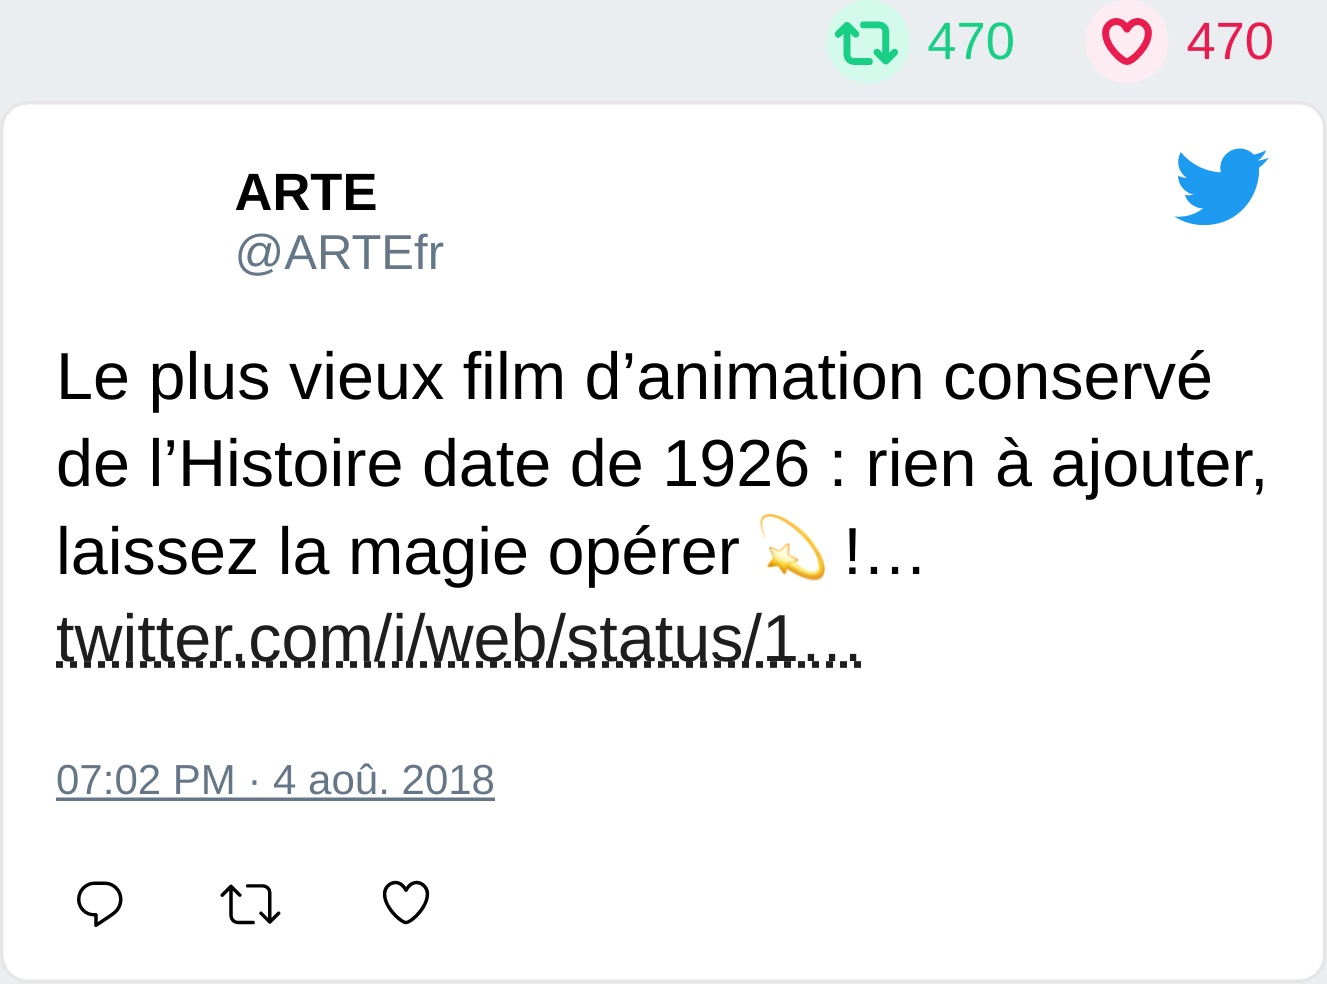 470 470
ARTE
@ARTEfr
Le plus vieux film d’animation conservé
de l’Histoire date de 1926 : rien à ajouter,
laissez la magie opérer 💫 !…
twitter.com/i/web/status/1…
07:02 PM · 4 aoû. 2018